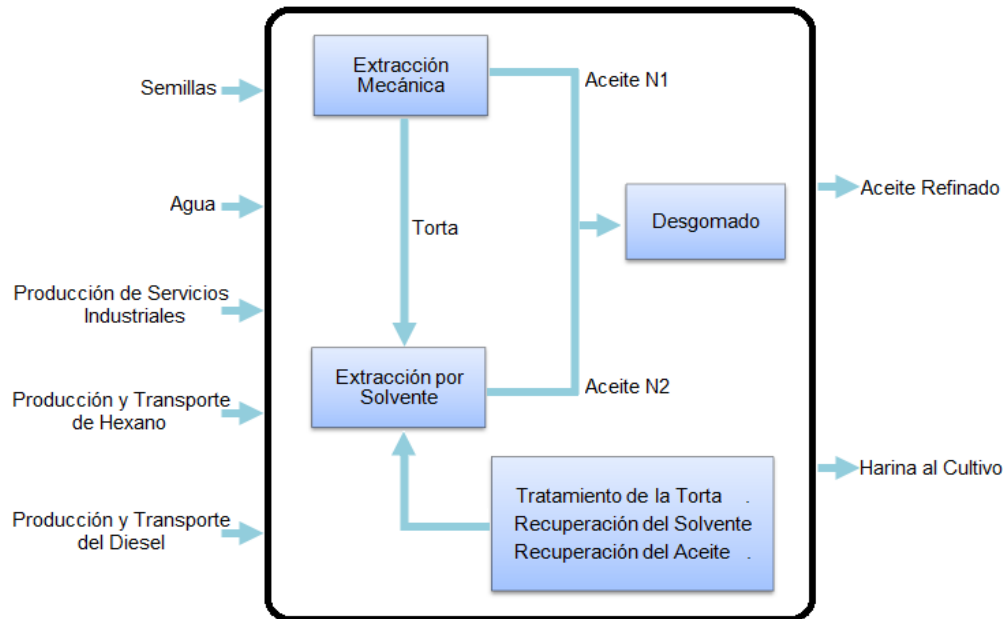 Extracción
Mecánica
Aceite N1
Semillas
Aceite Refinado
Agua
Torta
Desgomado
Producción de Servicios
Industriales
Extracción por
Solvente
Aceite N2
Producción y Transporte
de Hexano
Harina al Cultivo
Tratamiento de la Torta .
Recuperación del Solvente
Recuperación del Aceite .
Producción y Transporte
del Diesel